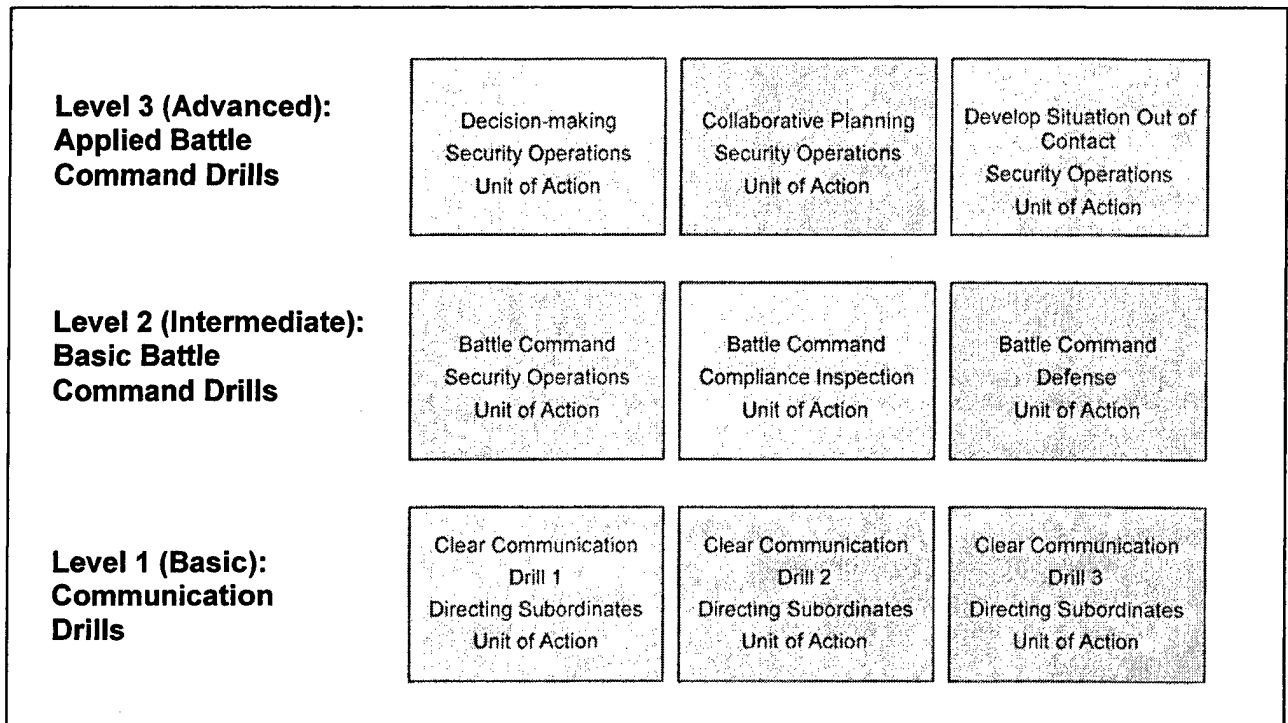 Level 3 (Advanced):
Applied Battle
Command Drills
Decision-making
Security Operations
Unit of Action
Collaborative Planning
Security Operations
Unit of Action
Develop Situation Out of
Contact
Security Operations
Unit of Action
Level 2 (Intermediate):
Basic Battle
Command Drills
Battle Command
Security Operations
Unit of Action
Battle Command
Compliance Inspection
Unit of Action
Battle Command
Defense
Unit of Action
Level 1 (Basic):
Communication
Drills
Clear Communication
Drill 1
Directing Subordinates
Unit of Action
Clear Communication
Drill 2
Directing Subordinates
Unit of Action
Clear Communication
Drill 3
Directing Subordinates
Unit of Action